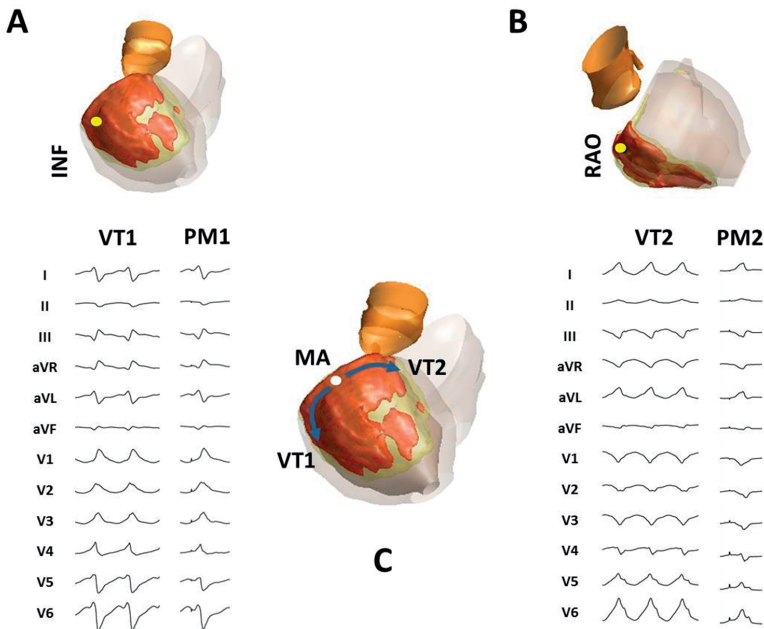 A
B
INF
RAO
VT1 PM1
VT2 PM2
I
II
III
aVR
aVL
aVF
V1
V2
V3
V4
V5
V6
MA
VT2
VT1
C
I
II
III
aVR
aVL
aVF
V1
V2
V3
V4
V5
V6